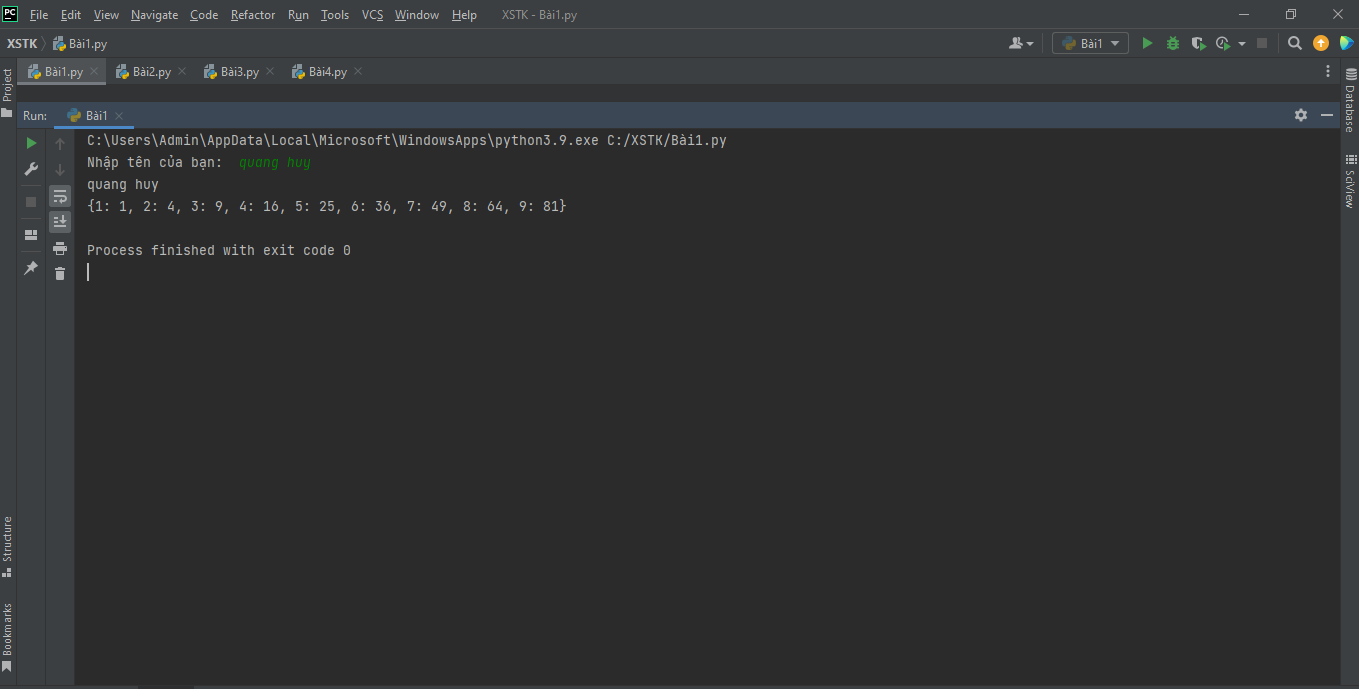 PC File Edit View Navigate Code Refactor Run Tools VCS Window Help XSTK - Bài1.py
XSTK Bài1.py Bài1
Bài1.py Bài2.py Bài3.py Bài4.py
Project
Database
SciView
Run: Bài1
C:\Users\Admin\AppData\Local\Microsoft\WindowsApps\python3.9.exe C:/XSTK/Bài1.py
Nhập tên của bạn: quang huy
quang huy
{1: 1, 2: 4, 3: 9, 4: 16, 5: 25, 6: 36, 7: 49, 8: 64, 9: 81}
Process finished with exit code 0
Structure
Bookmarks